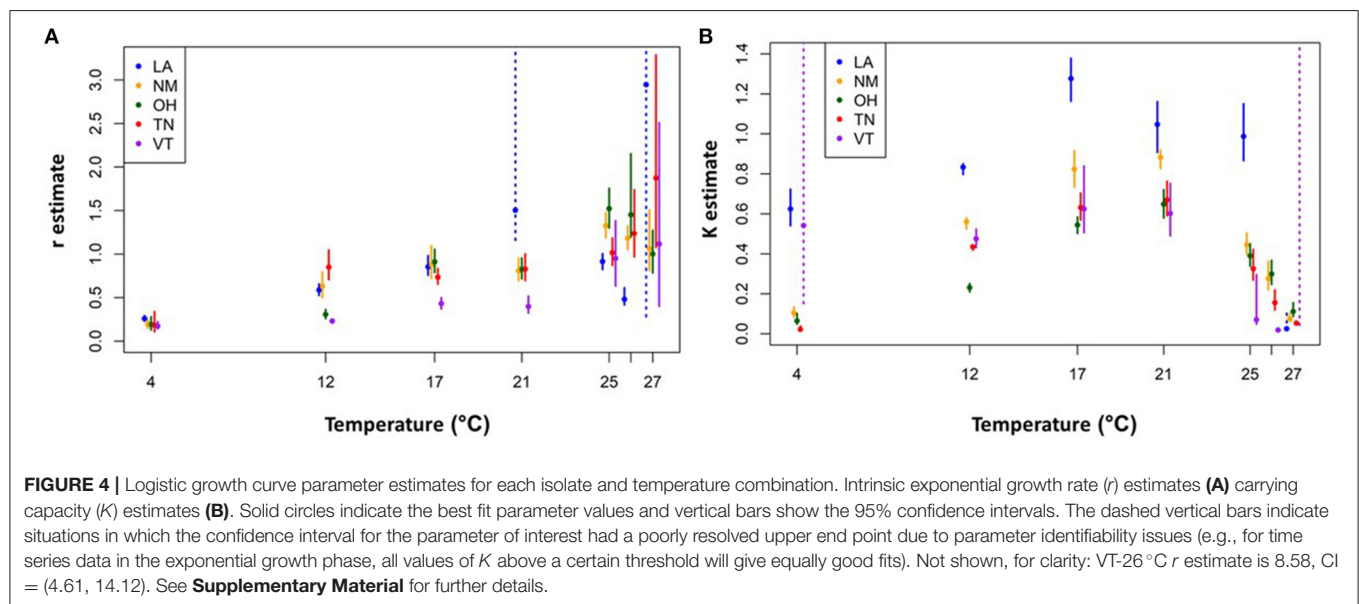 A
r estimate
3.0
2.5
2.0
1.5
1.0
0.5
0.0
LA
NM
OH
TN
VT
4 12 17 21 25 27
Temperature (°C)
B
K estimate
1.4
1.2
1.0
0.8
0.6
0.4
0.2
0.0
LA
NM
OH
TN
VT
4 12 17 21 25 27
Temperature (°C)
FIGURE 4 | Logistic growth curve parameter estimates for each isolate and temperature combination. Intrinsic exponential growth rate (r) estimates (A) carrying
capacity (K) estimates (B). Solid circles indicate the best fit parameter values and vertical bars show the 95% confidence intervals. The dashed vertical bars indicate
situations in which the confidence interval for the parameter of interest had a poorly resolved upper end point due to parameter identifiability issues (e.g., for time
series data in the exponential growth phase, all values of K above a certain threshold will give equally good fits). Not shown, for clarity: VT-26 °C r estimate is 8.58, CI
= (4.61, 14.12). See Supplementary Material for further details.